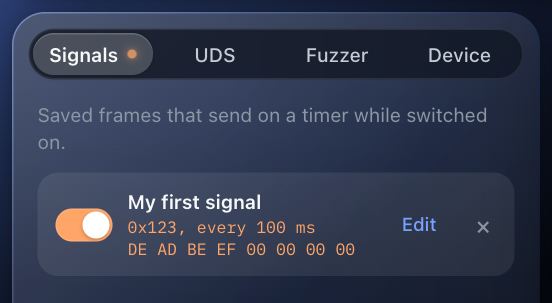 Signals UDS Fuzzer Device
Saved frames that send on a timer while switched
on.
My first signal
0x123, every 100 ms
Edit ×
DE AD BE EF 00 00 00 00